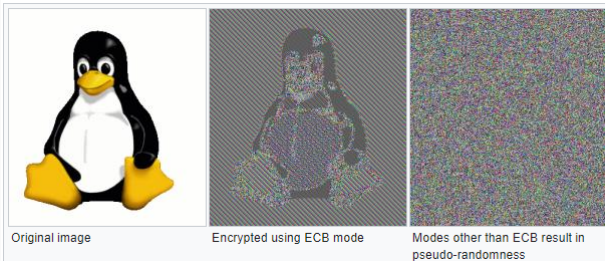 Original image
Encrypted using ECB mode
Modes other than ECB result in
pseudo-randomness